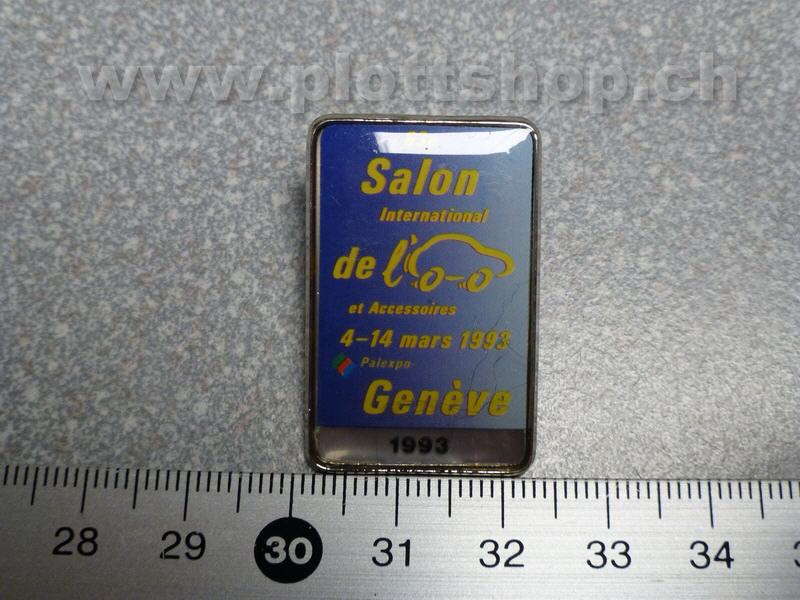 www.plottshop.ch
Salon
International
de l'
et Accessoires
4-14 mars 1993
Palexpo
Genève
1993
28 29 30 31 32 33 34